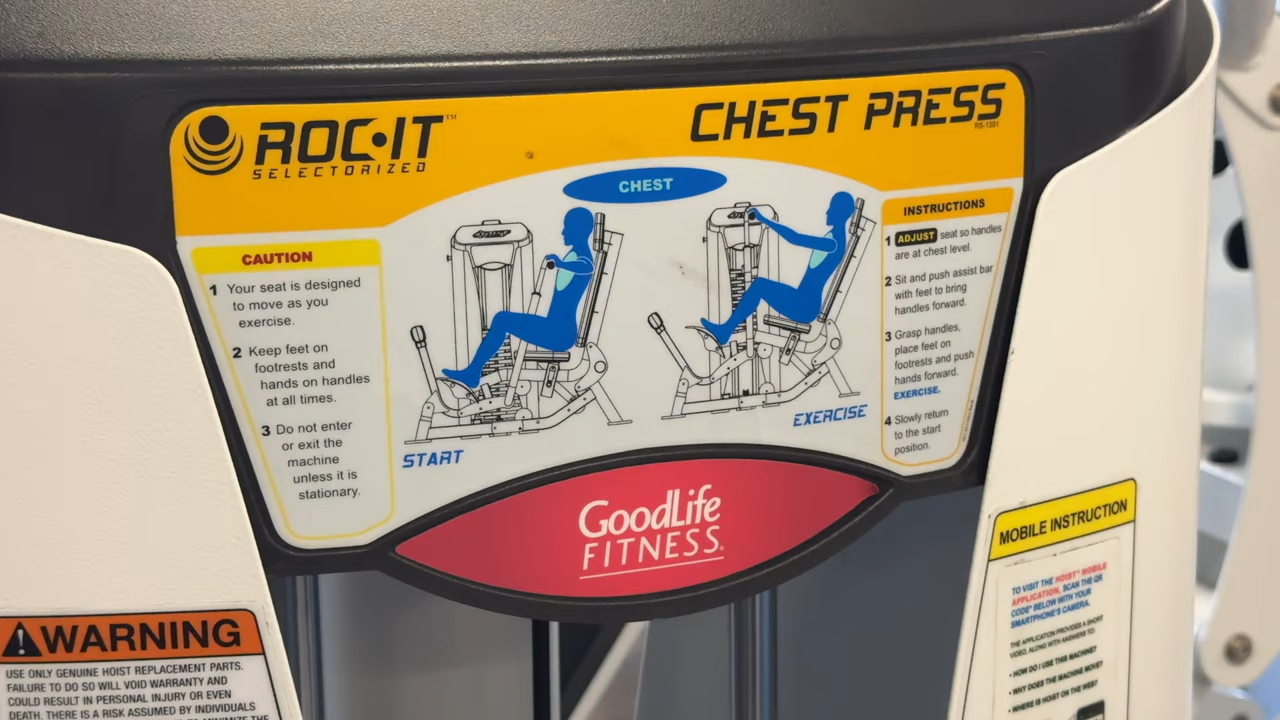 ROC·IT™
SELECTORIZED
CHEST PRESS
RS-1301
CHEST
CAUTION
1 Your seat is designed
to move as you
exercise.
2 Keep feet on
footrests and
hands on handles
at all times.
3 Do not enter
or exit the
machine
unless it is
stationary.
START
EXERCISE
INSTRUCTIONS
1 ADJUST seat so handles
are at chest level.
2 Sit and push assist bar
with feet to bring
handles forward.
3 Grasp handles,
place feet on
footrests and push
hands forward.
EXERCISE.
4 Slowly return
to the start
position.
GoodLife
FITNESS®
WARNING
USE ONLY GENUINE HOIST REPLACEMENT PARTS.
FAILURE TO DO SO WILL VOID WARRANTY AND
COULD RESULT IN PERSONAL INJURY OR EVEN
DEATH. THERE IS A RISK ASSUMED BY INDIVIDUALS
TO MINIMIZE THE
MOBILE INSTRUCTION
TO VISIT THE HOIST® MOBILE
APPLICATION, SCAN THE QR
CODE* BELOW WITH YOUR
SMARTPHONE'S CAMERA.
THE APPLICATION PROVIDES A SHORT
VIDEO, ALONG WITH ANSWERS TO:
• HOW DO I USE THIS MACHINE?
• WHY DOES THE MACHINE MOVE?
• WHERE IS HOIST ON THE WEB?